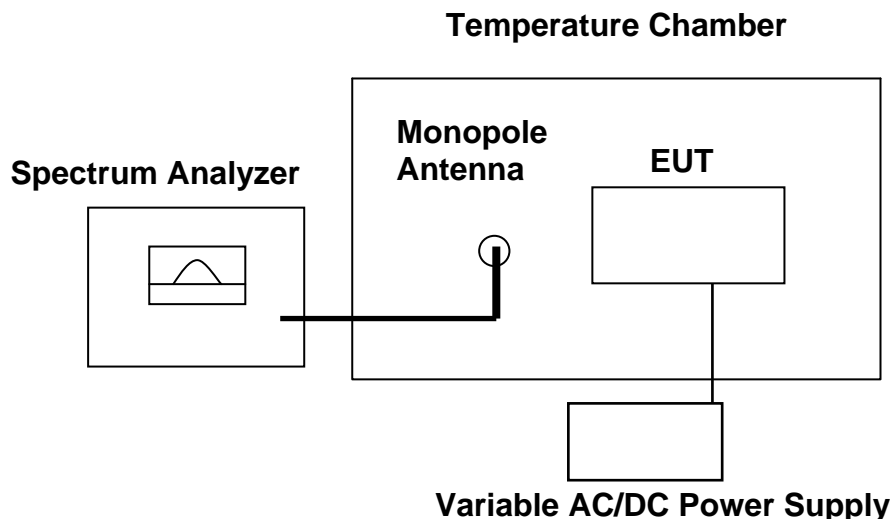 Temperature Chamber
Monopole
Antenna
EUT
Spectrum Analyzer
Variable AC/DC Power Supply